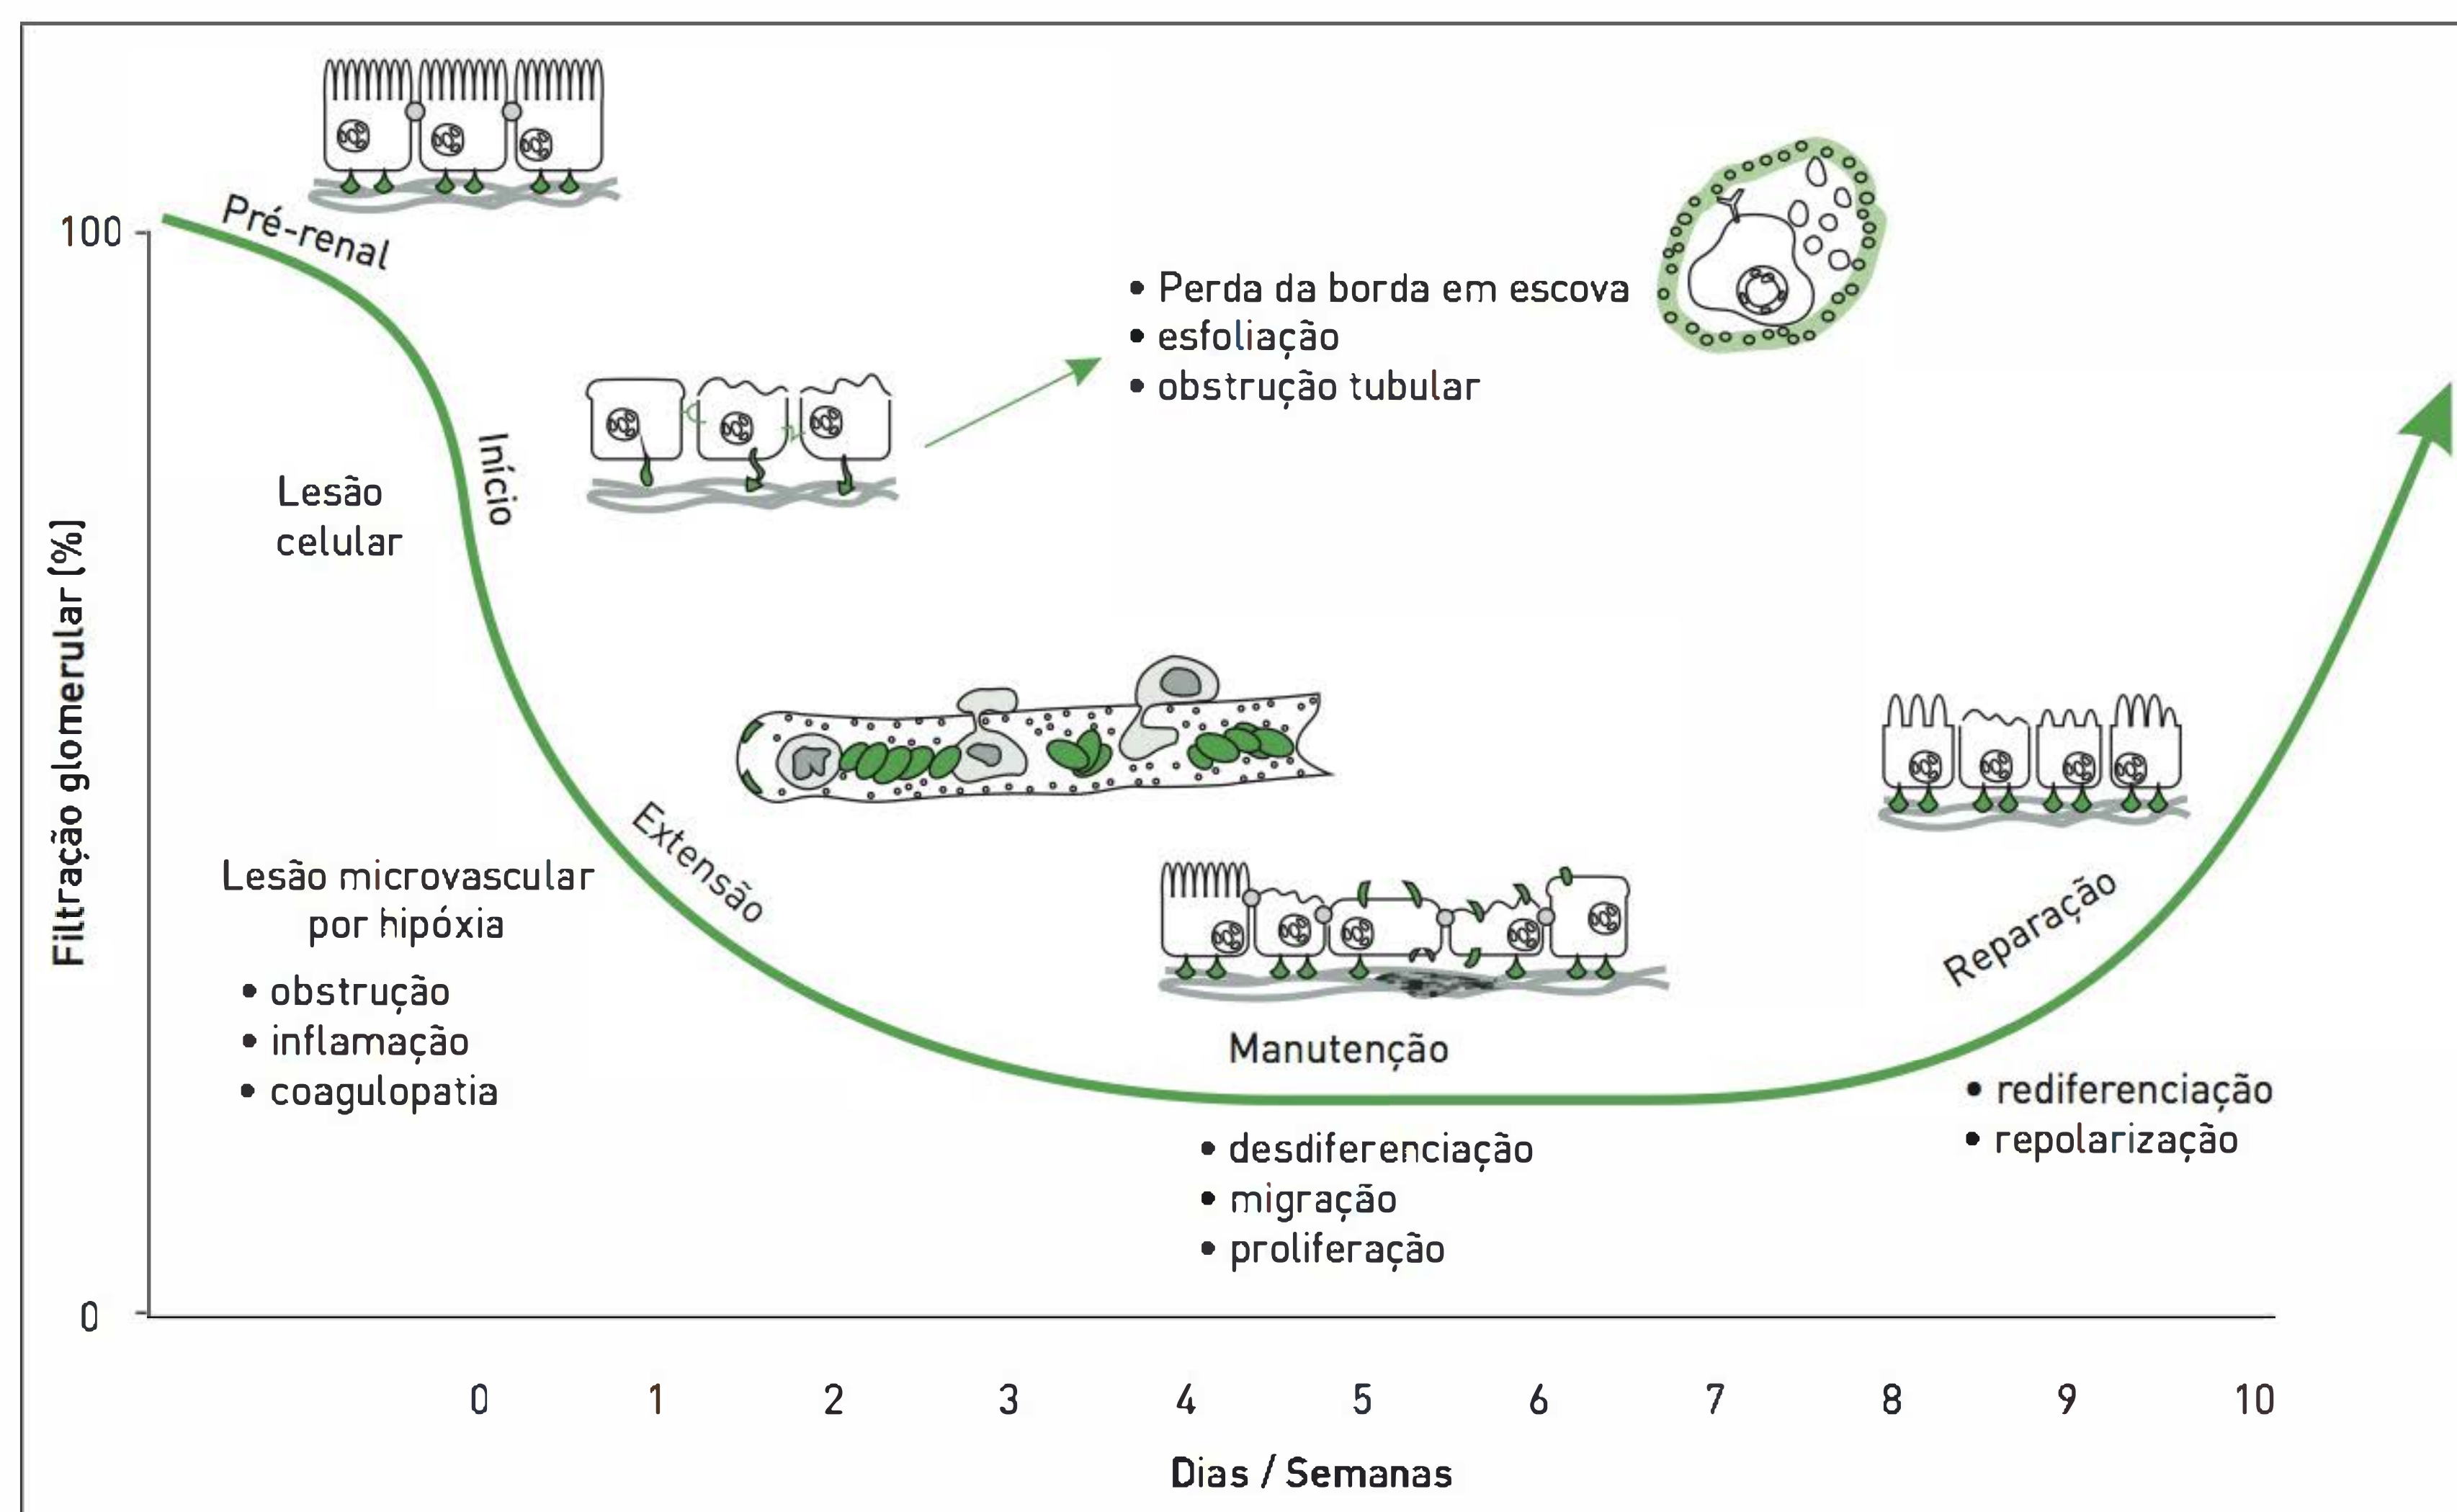 100
Pré-renal
• Perda da borda em escova
• esfoliação
• obstrução tubular
Início
Lesão
celular
Filtração glomerular (%)
Extensão
Lesão microvascular
por hipóxia
• obstrução
• inflamação
• coagulopatia
Manutenção
• desdiferenciação
• migração
• proliferação
Reparação
• rediferenciação
• repolarização
0
0 1 2 3 4 5 6 7 8 9 10
Dias / Semanas